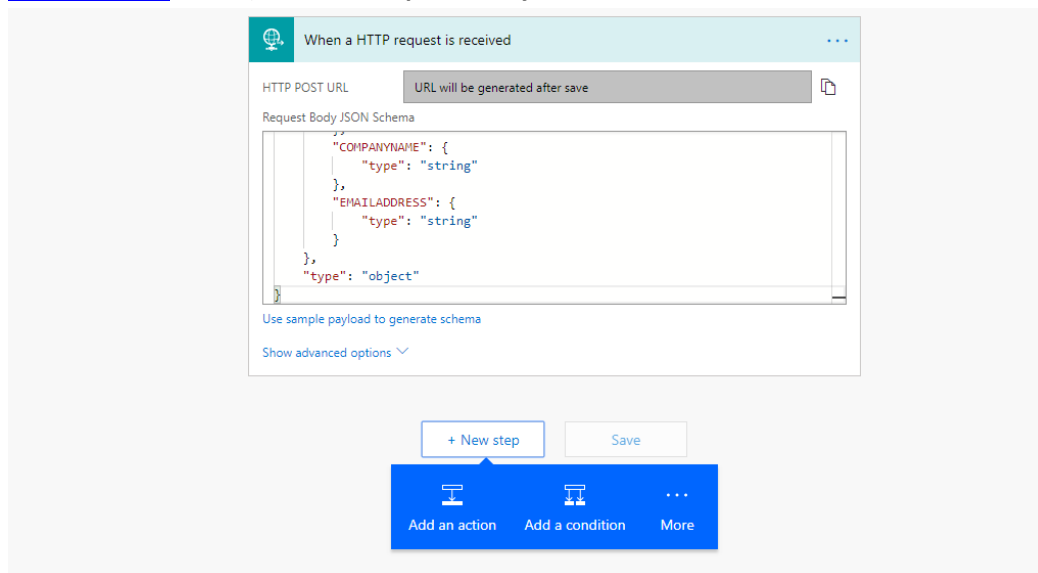 When a HTTP request is received
HTTP POST URL
URL will be generated after save
Request Body JSON Schema
"COMPANYNAME": {
"type": "string"
},
"EMAILADDRESS": {
"type": "string"
}
},
"type": "object"
}
Use sample payload to generate schema
Show advanced options
+ New step
Save
Add an action
Add a condition
More